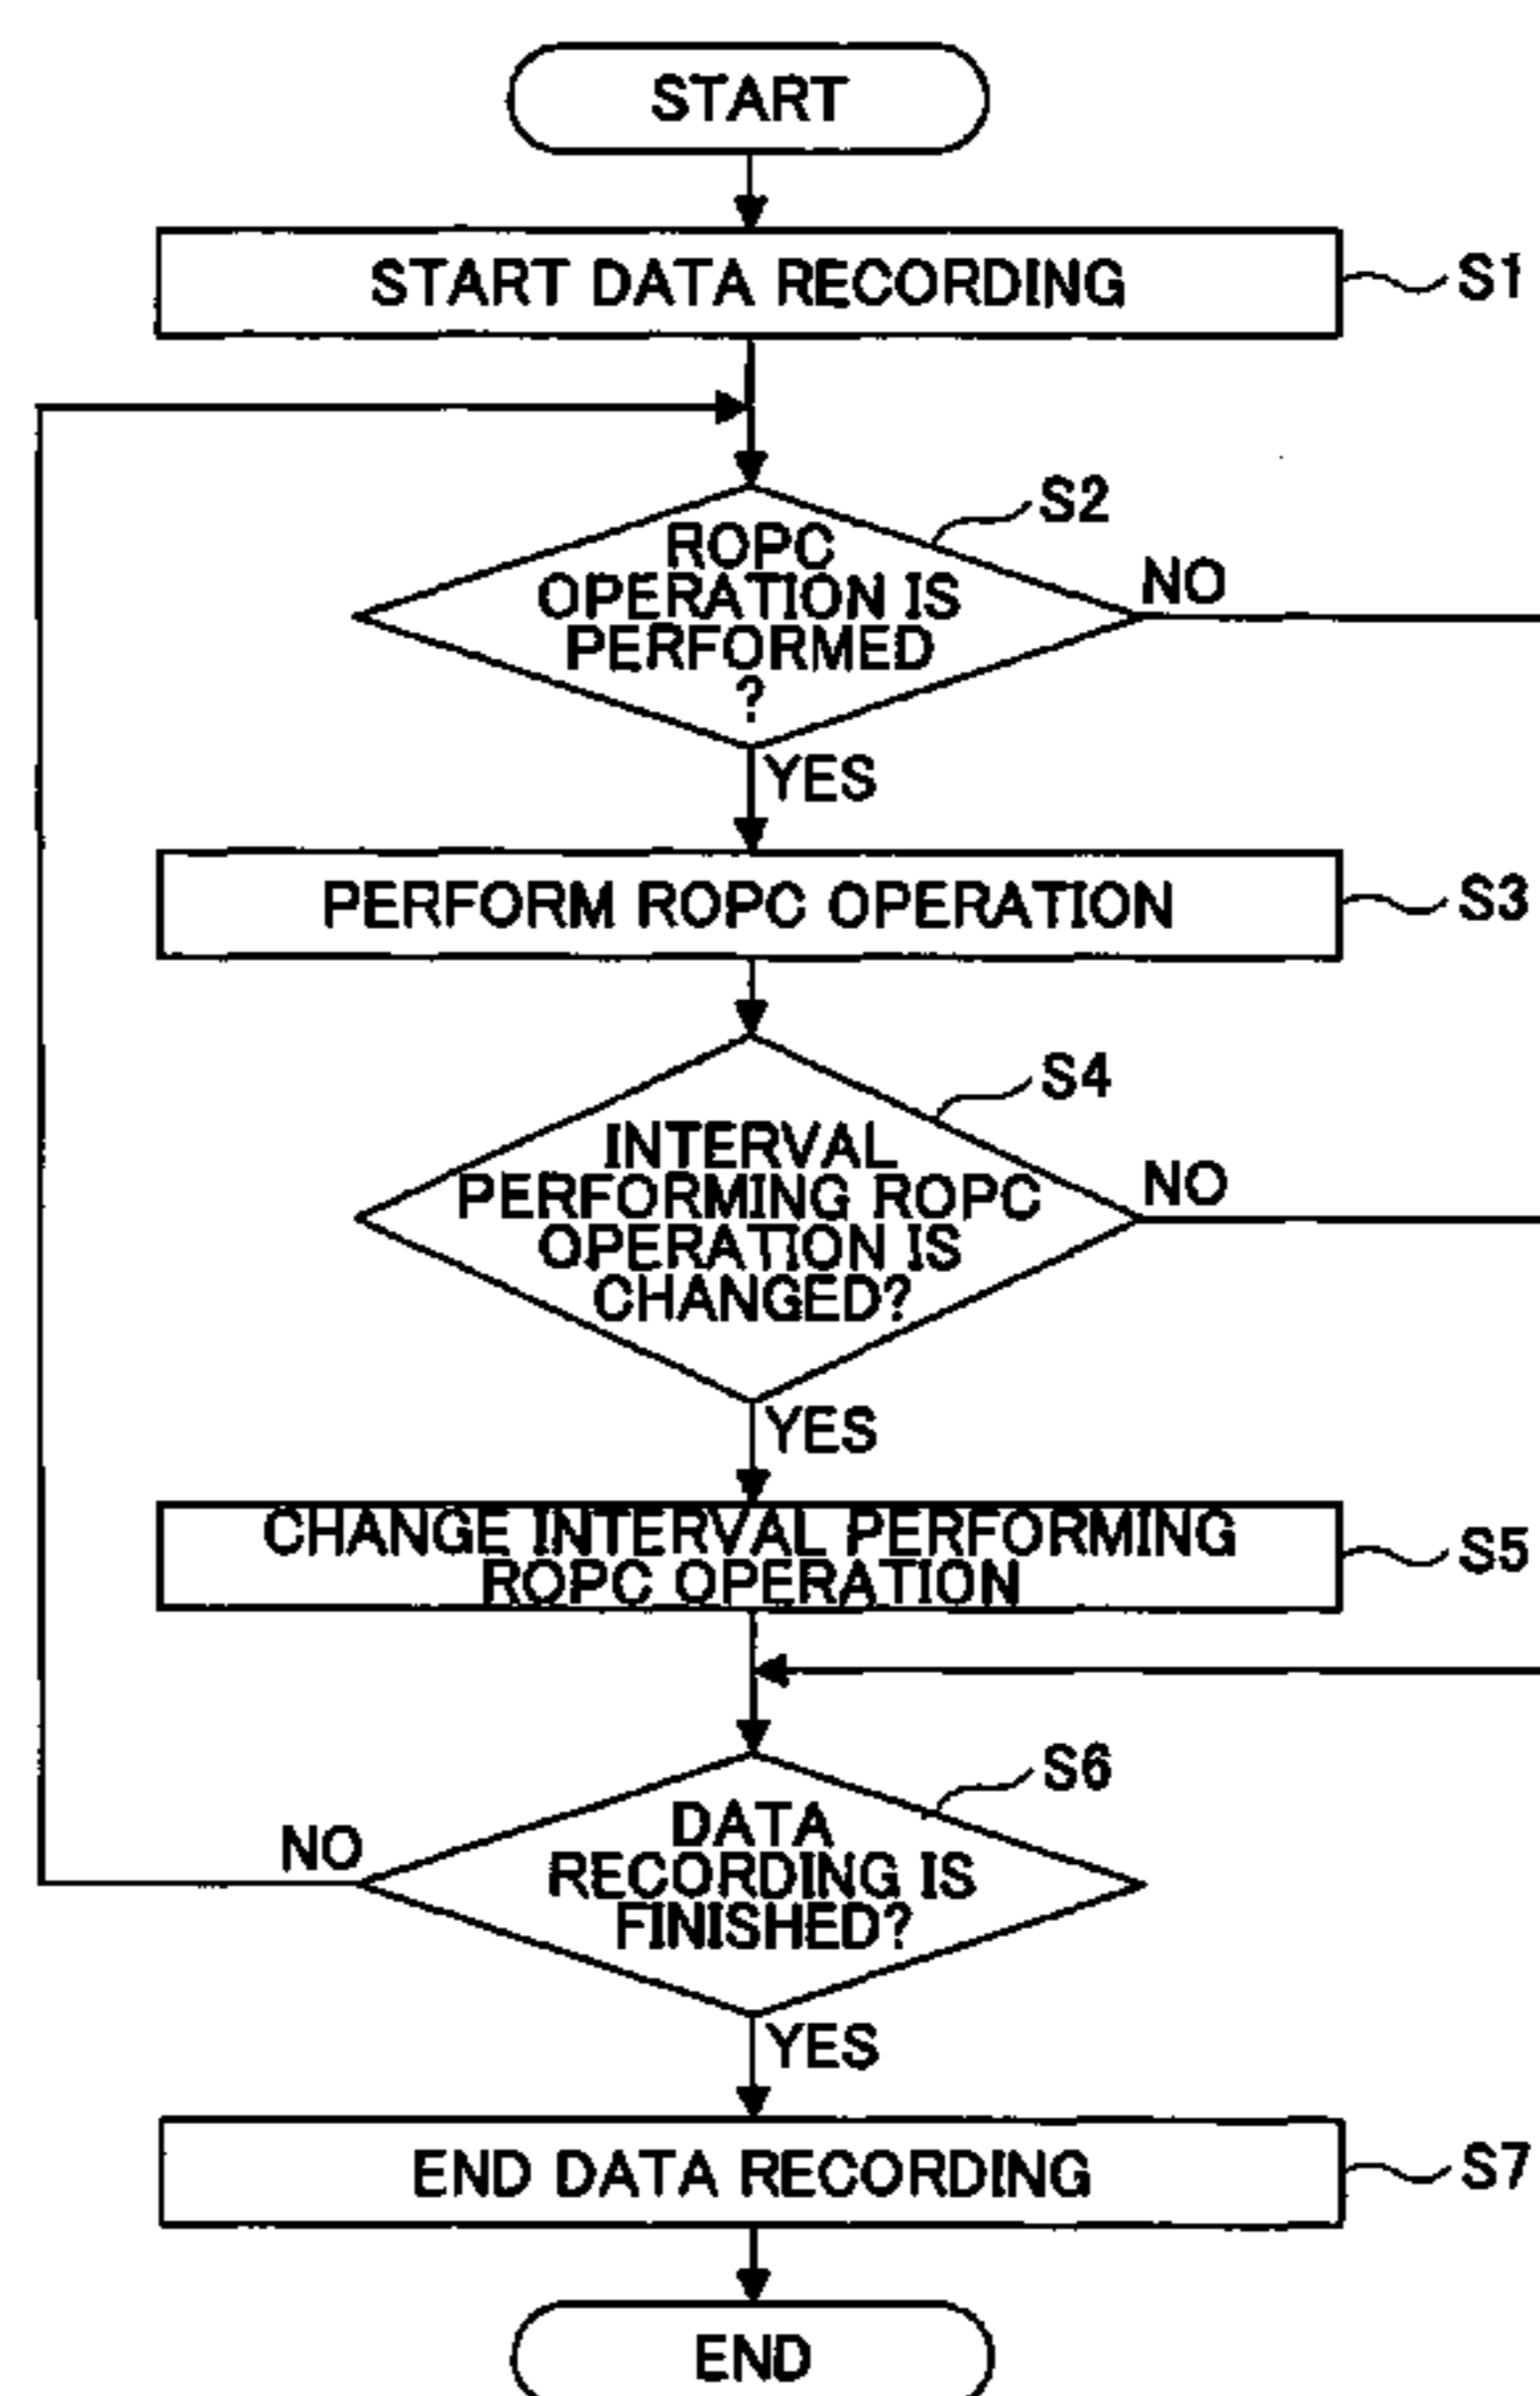 START
START DATA RECORDING
S1
S2
ROPC
OPERATION IS
PERFORMED
?
NO
YES
PERFORM ROPC OPERATION
S3
S4
INTERVAL
PERFORMING ROPC
OPERATION IS
CHANGED?
NO
YES
CHANGE INTERVAL PERFORMING
ROPC OPERATION
S5
S6
DATA
RECORDING IS
FINISHED?
NO
YES
END DATA RECORDING
S7
END